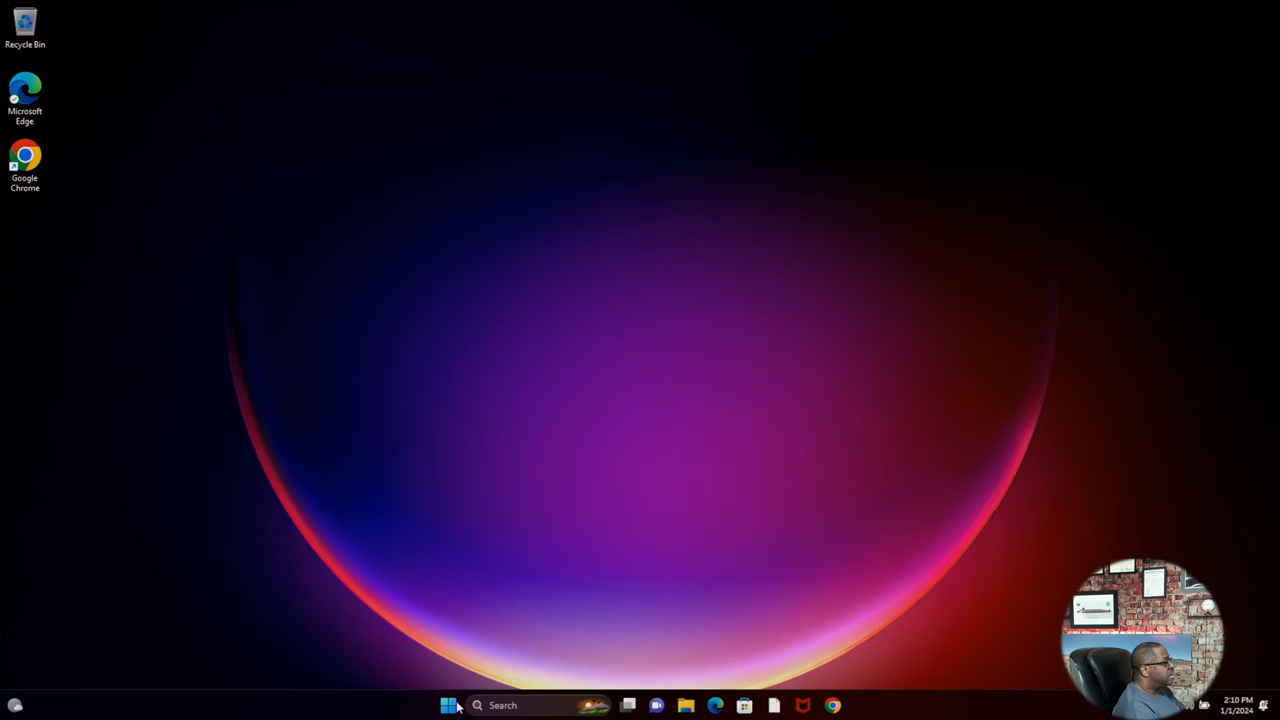 Recycle Bin
Microsoft
Edge
Google
Chrome
Search
2:10 PM
1/1/2024